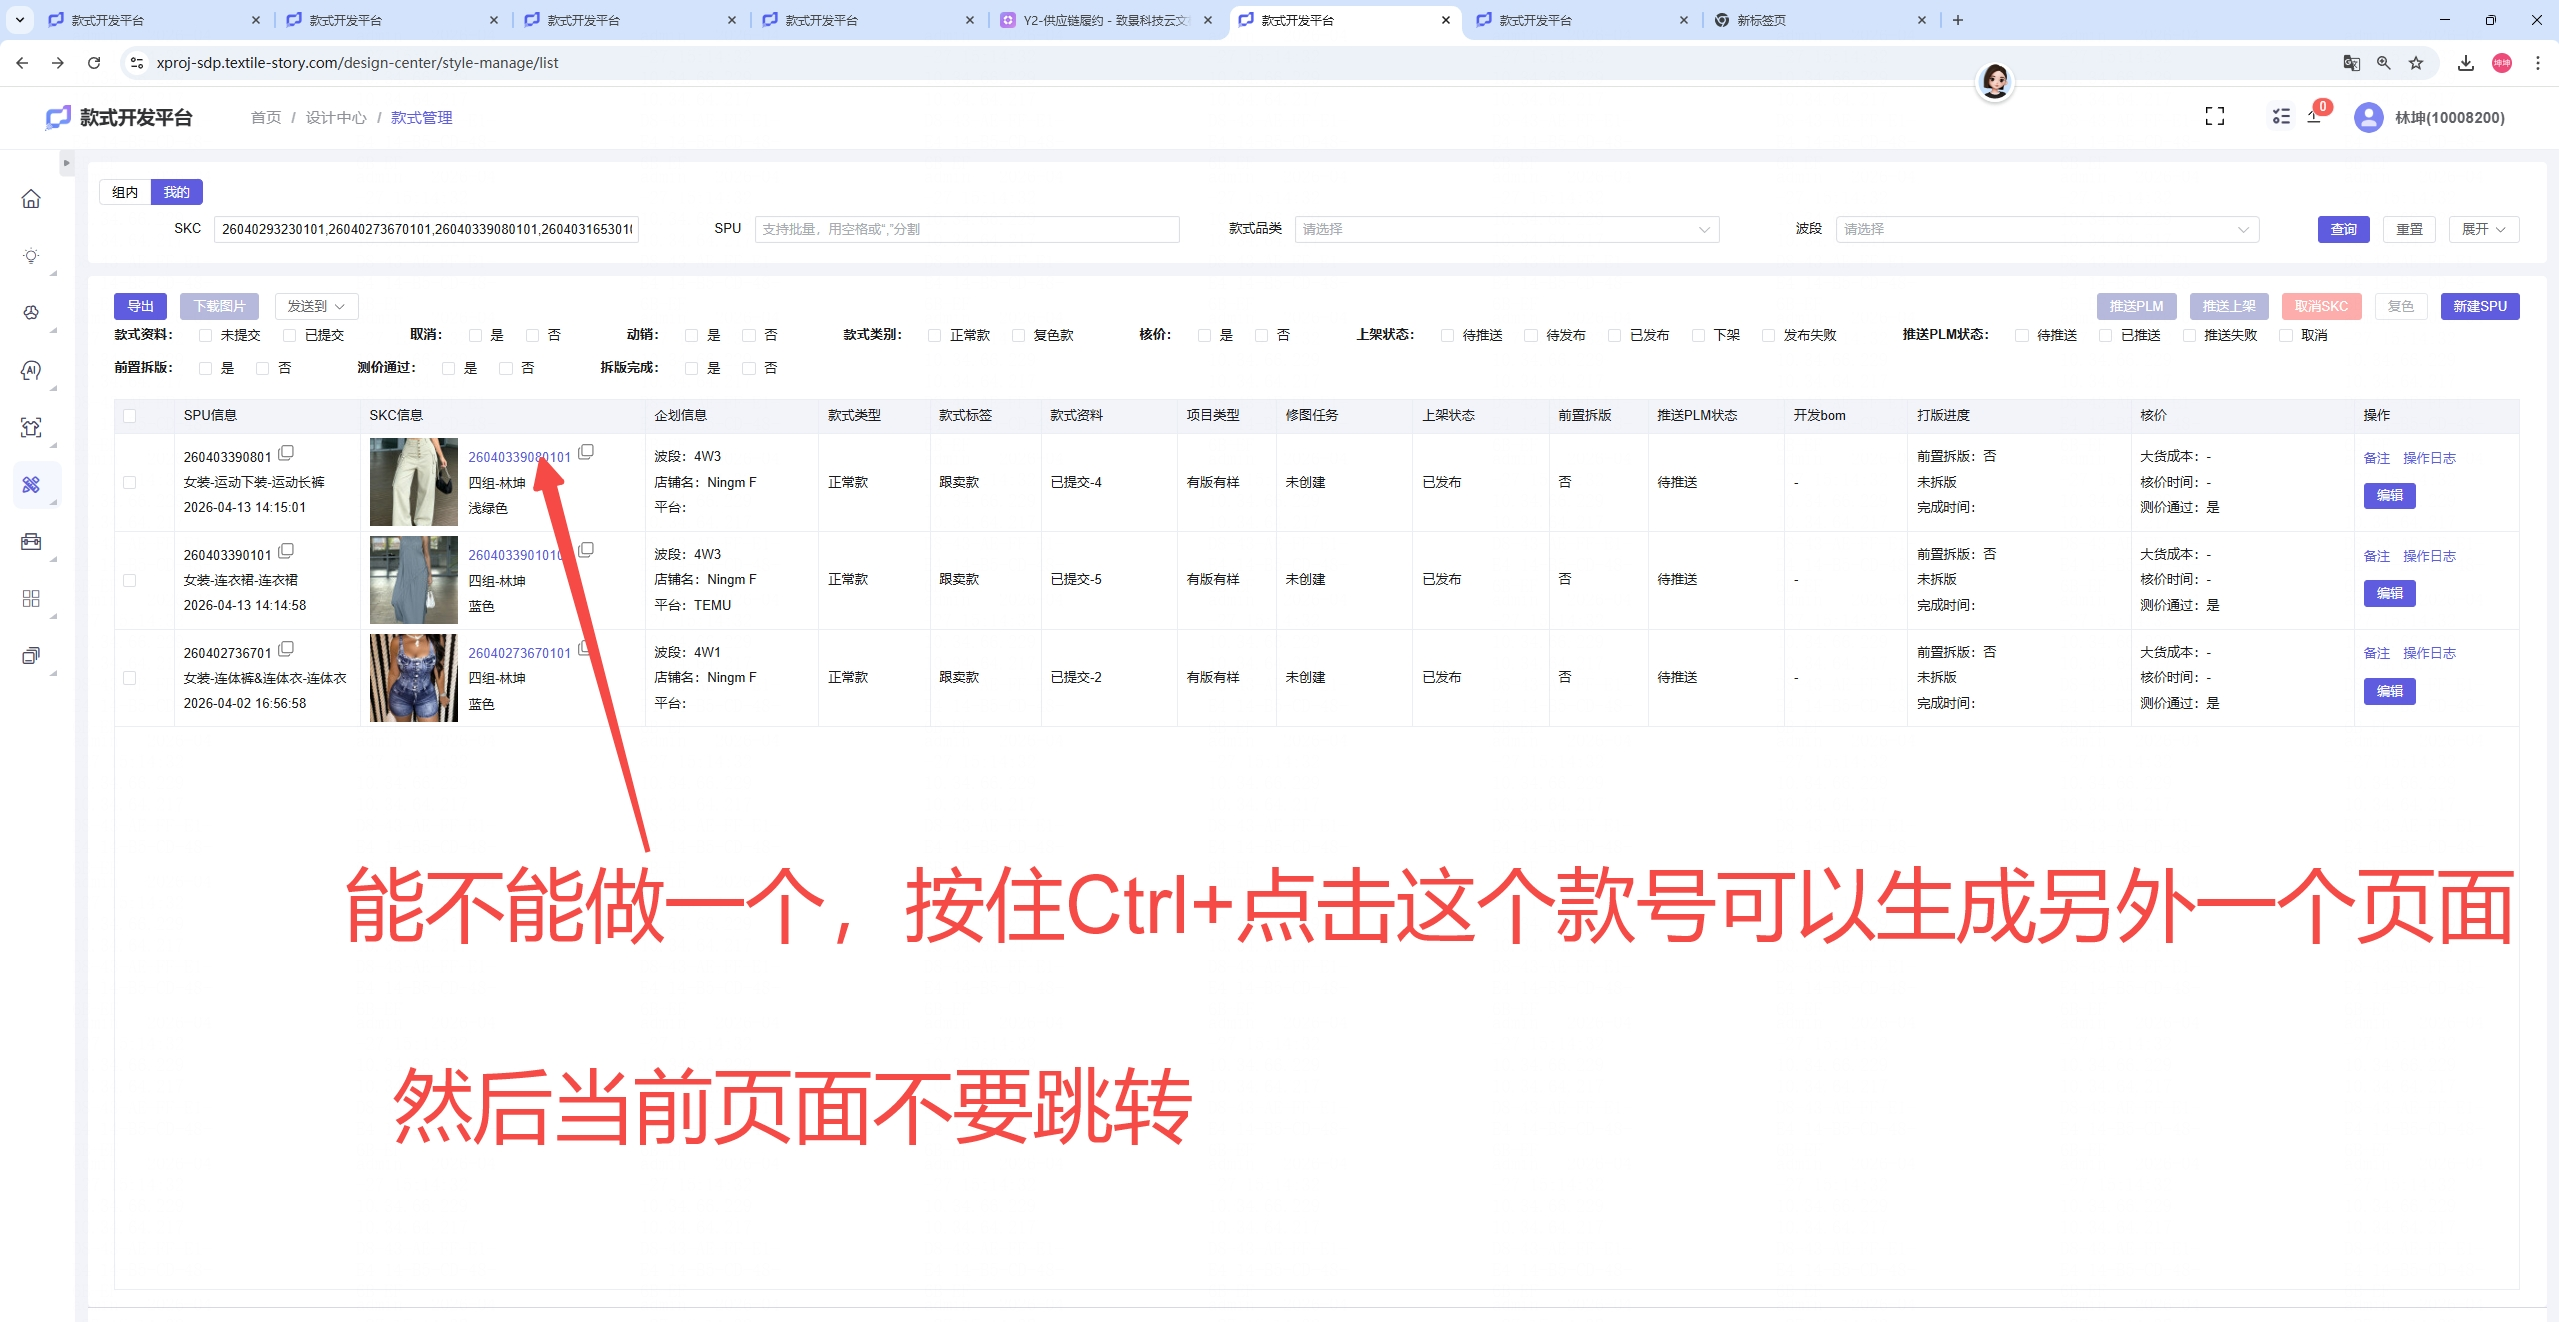 款式开发平台
款式开发平台
款式开发平台
款式开发平台
Y2-供应链履约 - 致景科技云文
款式开发平台
款式开发平台
新标签页
xproj-sdp.textile-story.com/design-center/style-manage/list
坤坤
款式开发平台
首页 / 设计中心 / 款式管理
0
林坤(10008200)
组内 我的
SKC 26040293230101,26040273670101,26040339080101,2604031653010
SPU 支持批量，用空格或","分割
款式品类 请选择
波段 请选择
查询 重置 展开
导出 下载图片 发送到
推送PLM 推送上架 取消SKC 复色 新建SPU
款式资料： 未提交 已提交 取消： 是 否 动销： 是 否 款式类别： 正常款 复色款 核价： 是 否 上架状态： 待推送 待发布 已发布 下架 发布失败 推送PLM状态： 待推送 已推送 推送失败 取消
前置拆版： 是 否 测价通过： 是 否 拆版完成： 是 否
SPU信息 SKC信息 企划信息 款式类型 款式标签 款式资料 项目类型 修图任务 上架状态 前置拆版 推送PLM状态 开发bom 打版进度 核价 操作
260403390801 26040339080101 波段：4W3 前置拆版：否 大货成本：- 备注 操作日志
女装-运动下装-运动长裤 四组-林坤 店铺名：Ningm F 正常款 跟卖款 已提交-4 有版有样 未创建 已发布 否 待推送 - 未拆版 核价时间：- 编辑
2026-04-13 14:15:01 浅绿色 平台： 完成时间： 测价通过：是
260403390101 2604033901010 波段：4W3 前置拆版：否 大货成本：- 备注 操作日志
女装-连衣裙-连衣裙 四组-林坤 店铺名：Ningm F 正常款 跟卖款 已提交-5 有版有样 未创建 已发布 否 待推送 - 未拆版 核价时间：- 编辑
2026-04-13 14:14:58 蓝色 平台：TEMU 完成时间： 测价通过：是
260402736701 26040273670101 波段：4W1 前置拆版：否 大货成本：- 备注 操作日志
女装-连体裤&连体衣-连体衣 四组-林坤 店铺名：Ningm F 正常款 跟卖款 已提交-2 有版有样 未创建 已发布 否 待推送 - 未拆版 核价时间：- 编辑
2026-04-02 16:56:58 蓝色 平台： 完成时间： 测价通过：是
能不能做一个，按住Ctrl+点击这个款号可以生成另外一个页面
然后当前页面不要跳转